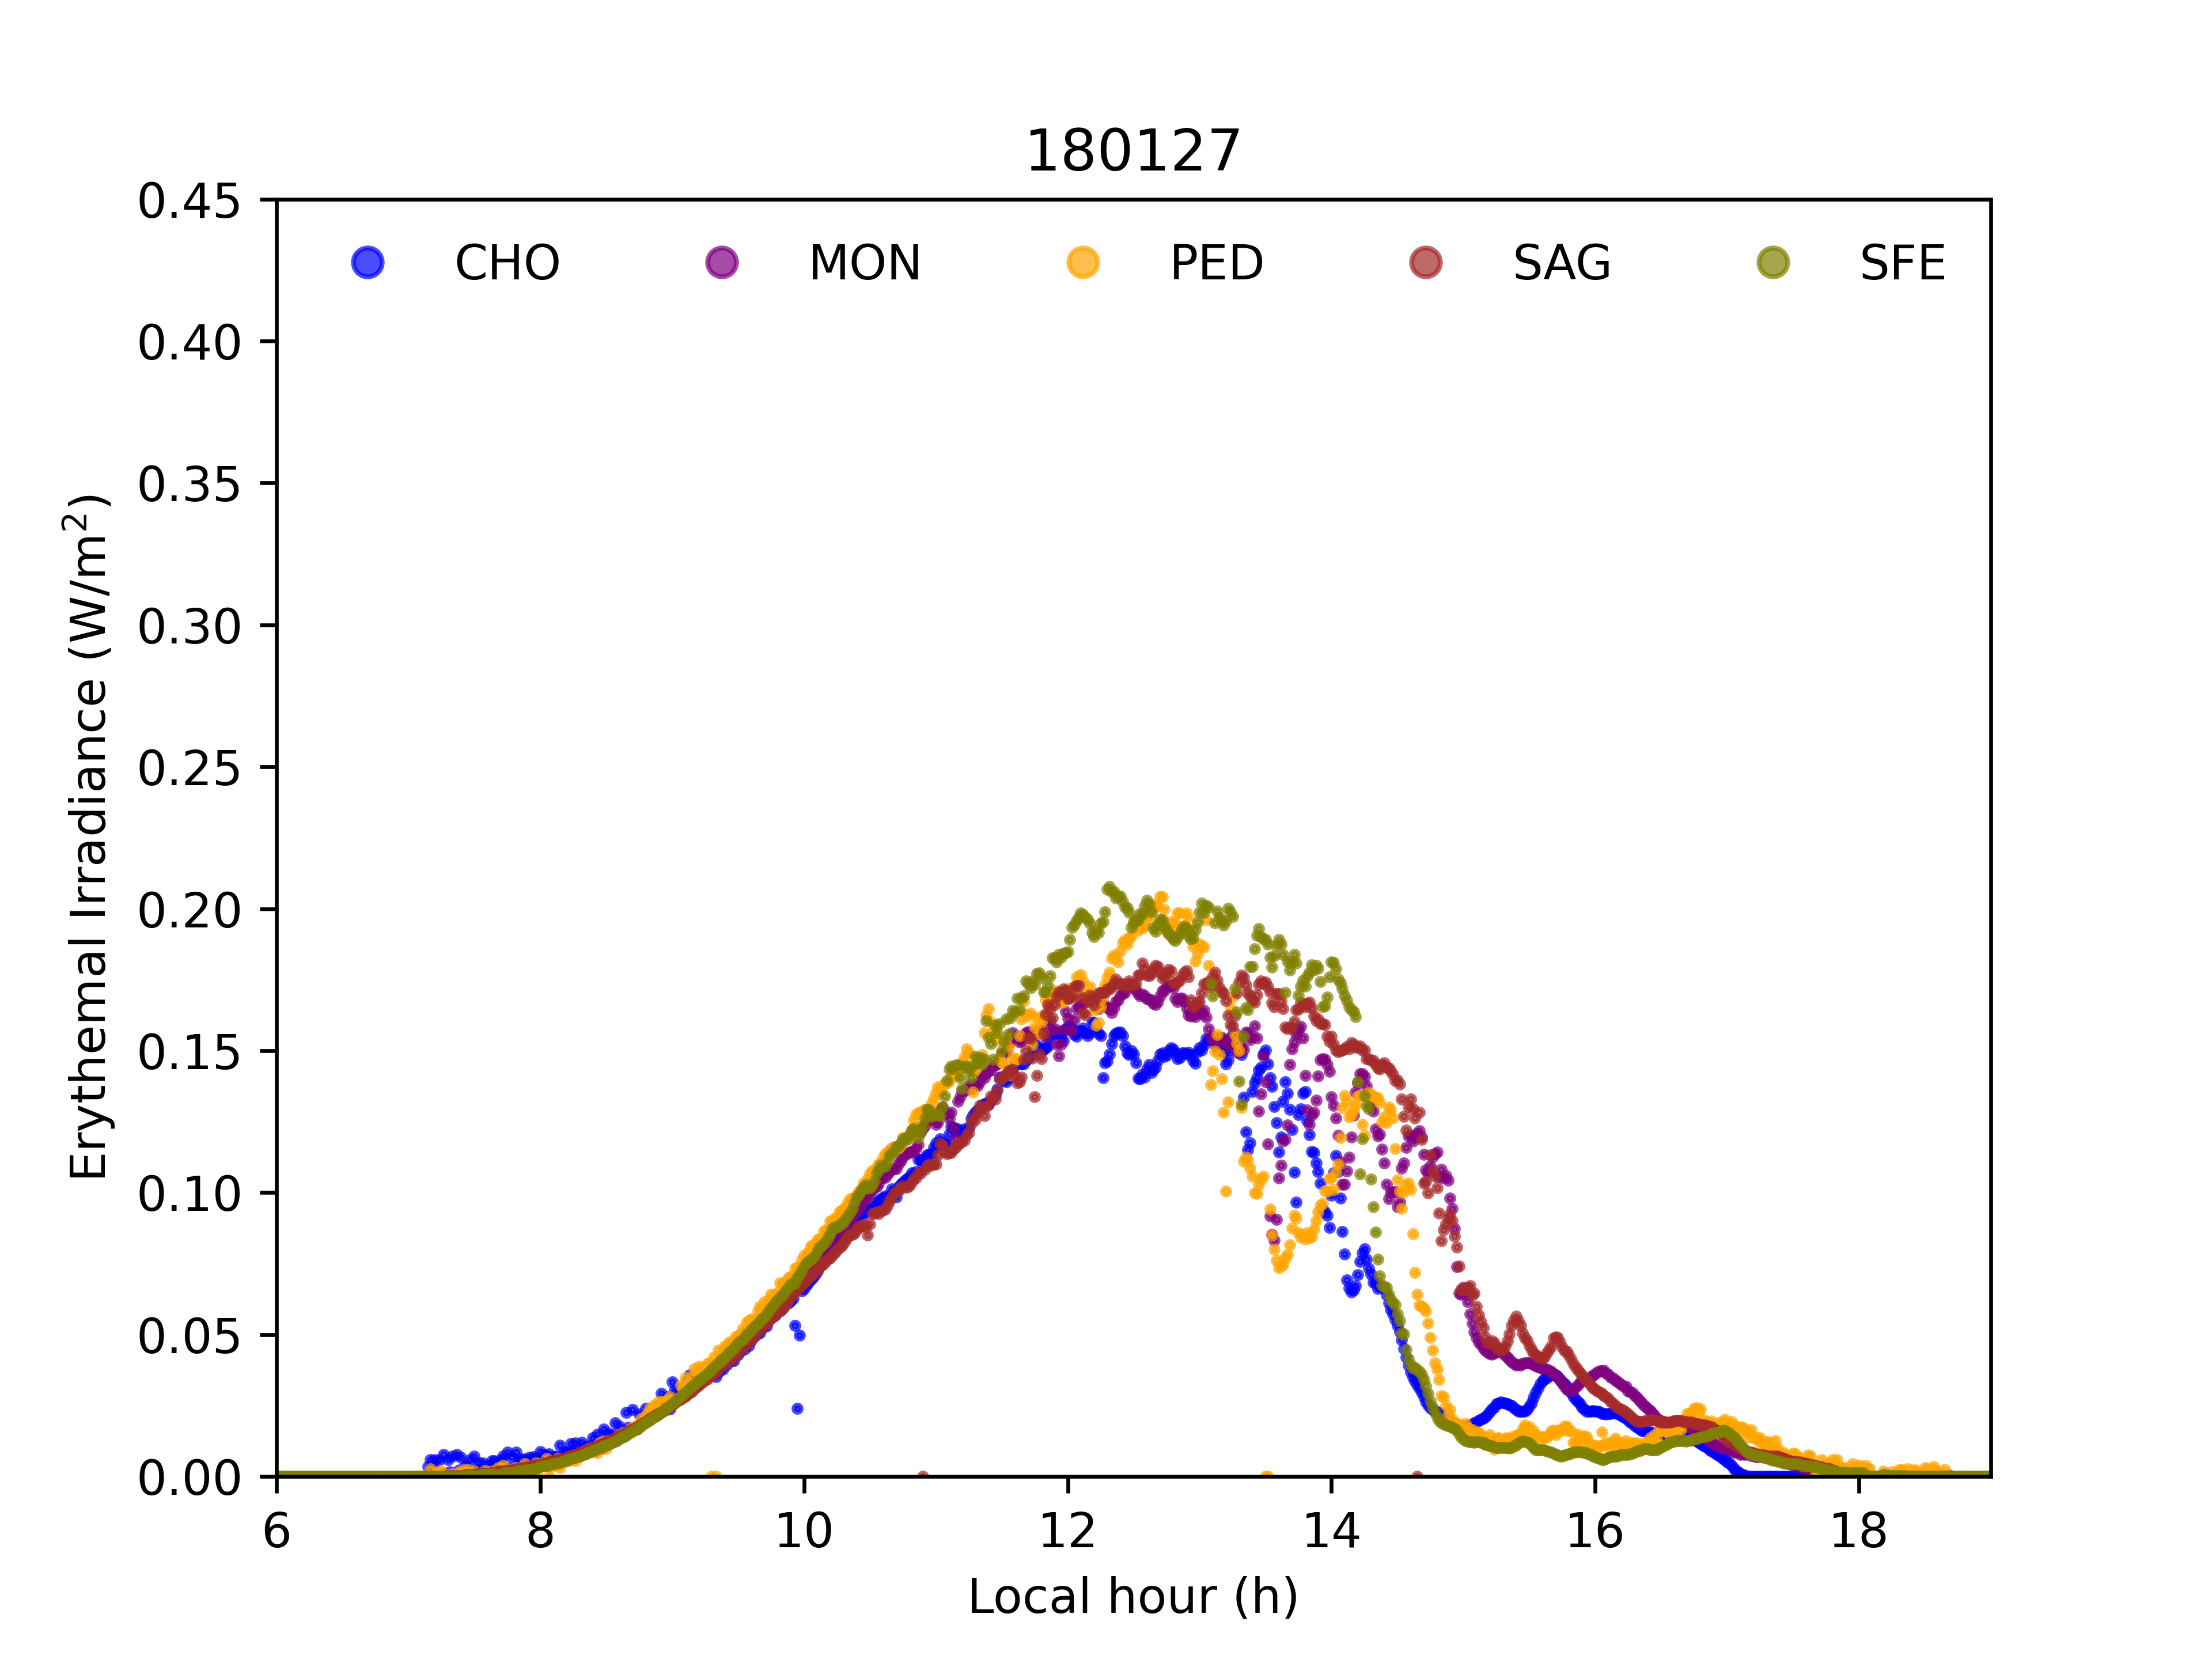 180127
CHO MON PED SAG SFE
0.45
0.40
0.35
0.30
0.25
0.20
0.15
0.10
0.05
0.00
Erythemal Irradiance (W/m²)
6 8 10 12 14 16 18
Local hour (h)